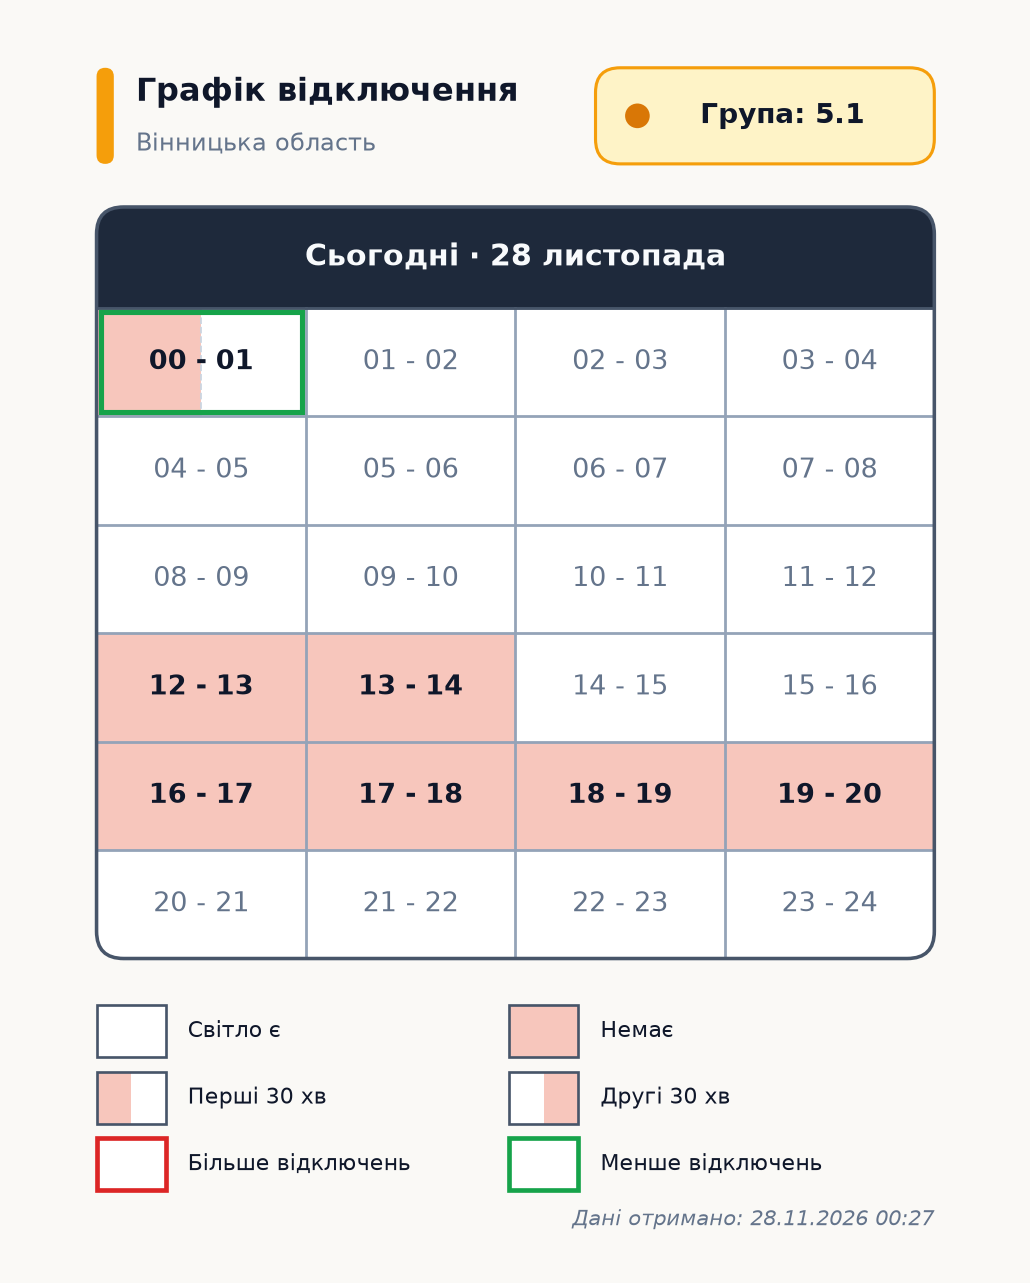 Графік відключення
Вінницька область
Група: 5.1
Сьогодні · 28 листопада
00 - 01 01 - 02 02 - 03 03 - 04
04 - 05 05 - 06 06 - 07 07 - 08
08 - 09 09 - 10 10 - 11 11 - 12
12 - 13 13 - 14 14 - 15 15 - 16
16 - 17 17 - 18 18 - 19 19 - 20
20 - 21 21 - 22 22 - 23 23 - 24
Світло є Немає
Перші 30 хв Другі 30 хв
Більше відключень Менше відключень
Дані отримано: 28.11.2026 00:27